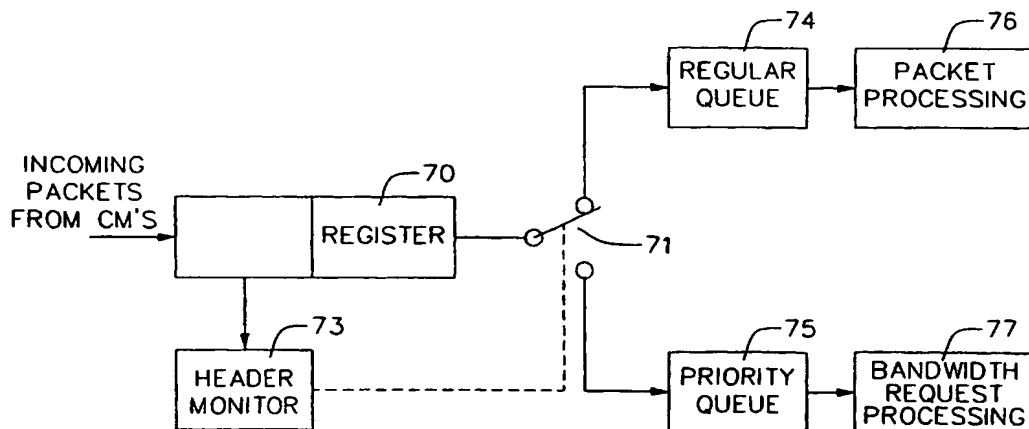 74
REGULAR
QUEUE
76
PACKET
PROCESSING
INCOMING
PACKETS
FROM CM'S
70
REGISTER
71
73
HEADER
MONITOR
75
PRIORITY
QUEUE
77
BANDWIDTH
REQUEST
PROCESSING